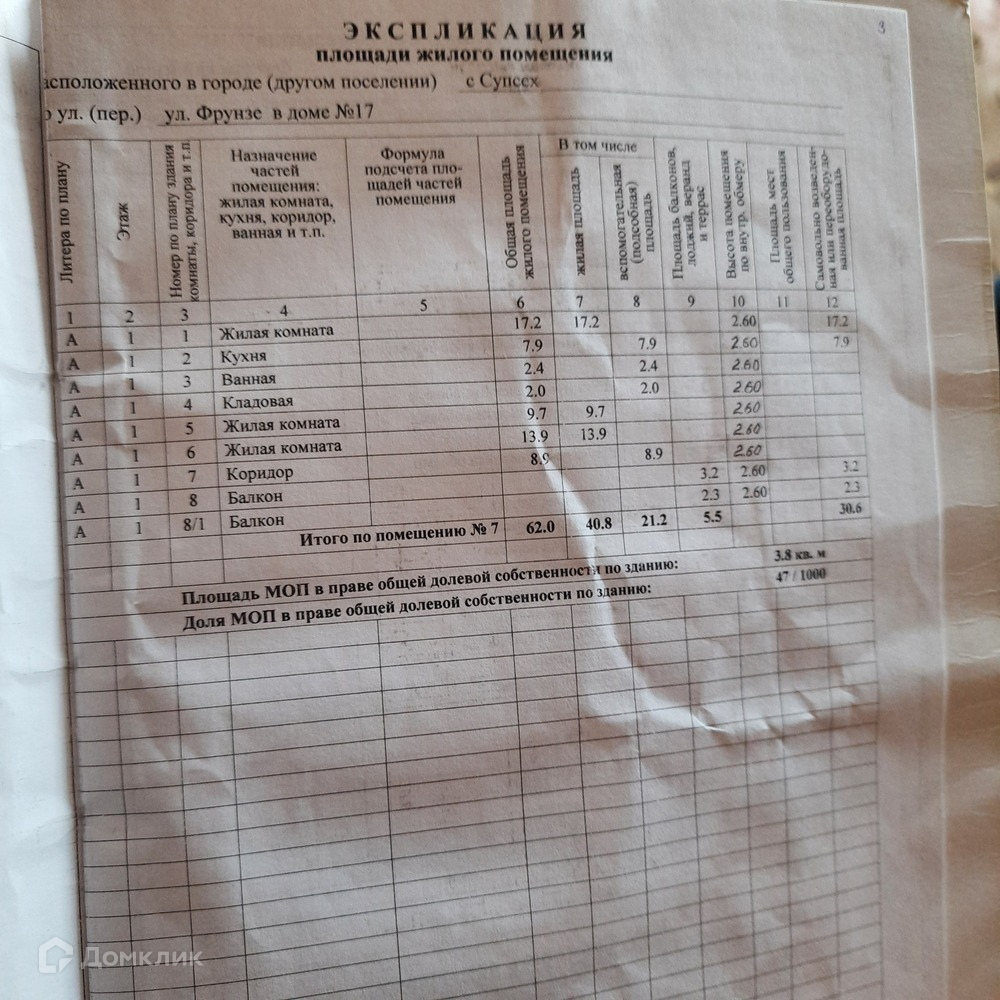 3
ЭКСПЛИКАЦИЯ
площади жилого помещения
асположенного в городе (другом поселении) с Супсех
о ул. (пер.) ул. Фрунзе в доме №17
Литера по плану
Этаж
Номер по плану здания
комнаты, коридора и т.п.
Назначение
частей
помещения:
жилая комната,
кухня, коридор,
ванная и т.п.
Формула
подсчета пло-
щадей частей
помещения
Общая площадь
жилого помещения
В том числе
жилая площадь
вспомогательная
(подсобная)
площадь
Площадь балконов,
лоджий, веранд
и террас
Высота помещения
по внутр. обмеру
Площадь мест
общего пользования
Самовольно возведен-
ная или переоборудо-
ванная площадь
1 2 3 4 5 6 7 8 9 10 11 12
А 1 1 Жилая комната 17.2 17.2 2.60 17.2
А 1 2 Кухня 7.9 7.9 2.60 7.9
А 1 3 Ванная 2.4 2.4 2.60
А 1 4 Кладовая 2.0 2.0 2.60
А 1 5 Жилая комната 9.7 9.7 2.60
А 1 6 Жилая комната 13.9 13.9 2.60
А 1 7 Коридор 8.9 8.9 2.60
А 1 8 Балкон 3.2 2.60 3.2
А 1 8/1 Балкон 2.3 2.60 2.3
Итого по помещению № 7 62.0 40.8 21.2 5.5 30.6
Площадь МОП в праве общей долевой собственности по зданию: 3.8 кв. м
Доля МОП в праве общей долевой собственности по зданию: 47 / 1000
Домклик